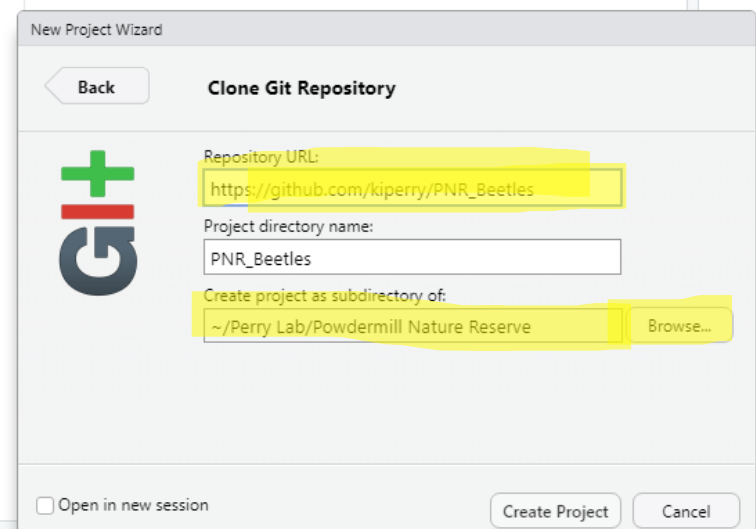 New Project Wizard
Back
Clone Git Repository
Repository URL:
https://github.com/kiperry/PNR_Beetles
Project directory name:
PNR_Beetles
Create project as subdirectory of:
~/Perry Lab/Powdermill Nature Reserve
Browse...
GIt
Open in new session
Create Project
Cancel